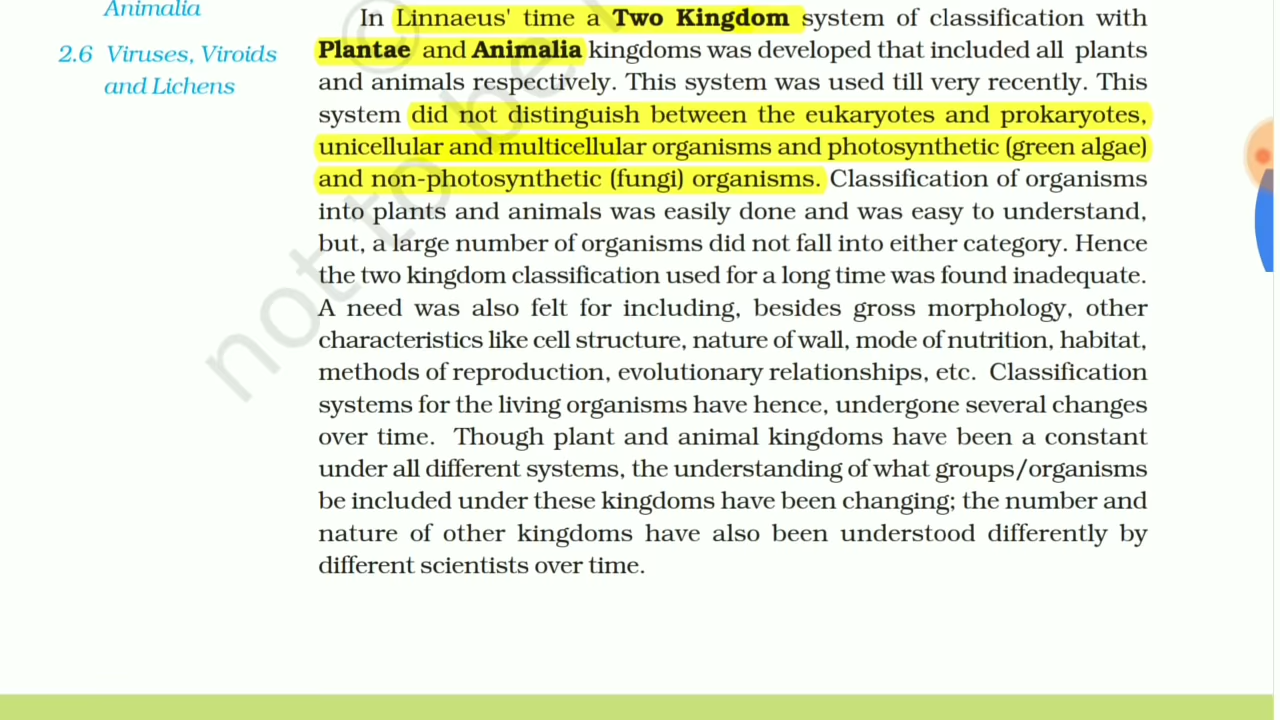 Animalia
2.6 Viruses, Viroids
and Lichens
In Linnaeus' time a Two Kingdom system of classification with
Plantae and Animalia kingdoms was developed that included all plants
and animals respectively. This system was used till very recently. This
system did not distinguish between the eukaryotes and prokaryotes,
unicellular and multicellular organisms and photosynthetic (green algae)
and non-photosynthetic (fungi) organisms. Classification of organisms
into plants and animals was easily done and was easy to understand,
but, a large number of organisms did not fall into either category. Hence
the two kingdom classification used for a long time was found inadequate.
A need was also felt for including, besides gross morphology, other
characteristics like cell structure, nature of wall, mode of nutrition, habitat,
methods of reproduction, evolutionary relationships, etc. Classification
systems for the living organisms have hence, undergone several changes
over time. Though plant and animal kingdoms have been a constant
under all different systems, the understanding of what groups/organisms
be included under these kingdoms have been changing; the number and
nature of other kingdoms have also been understood differently by
different scientists over time.
©
not to be